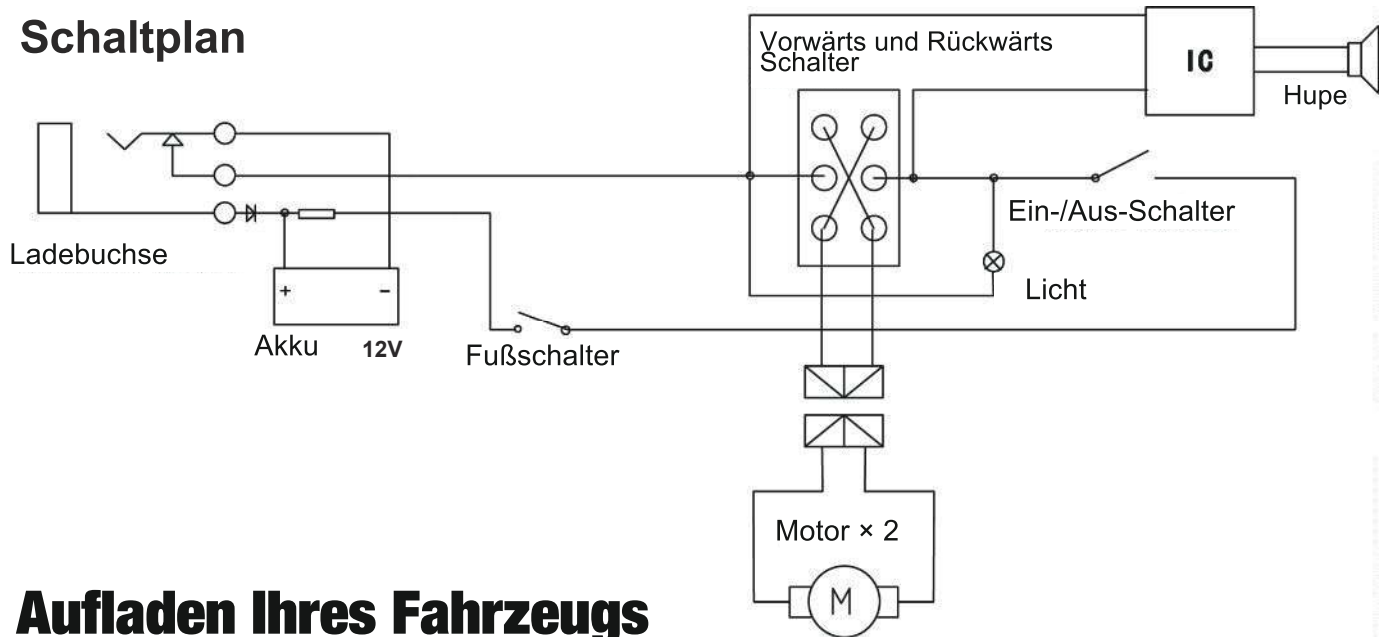 Schaltplan
Vorwärts und Rückwärts
Schalter
IC
Hupe
Ein-/Aus-Schalter
Ladebuchse
+ -
Licht
Akku 12V
Fußschalter
Motor × 2
M
Aufladen Ihres Fahrzeugs